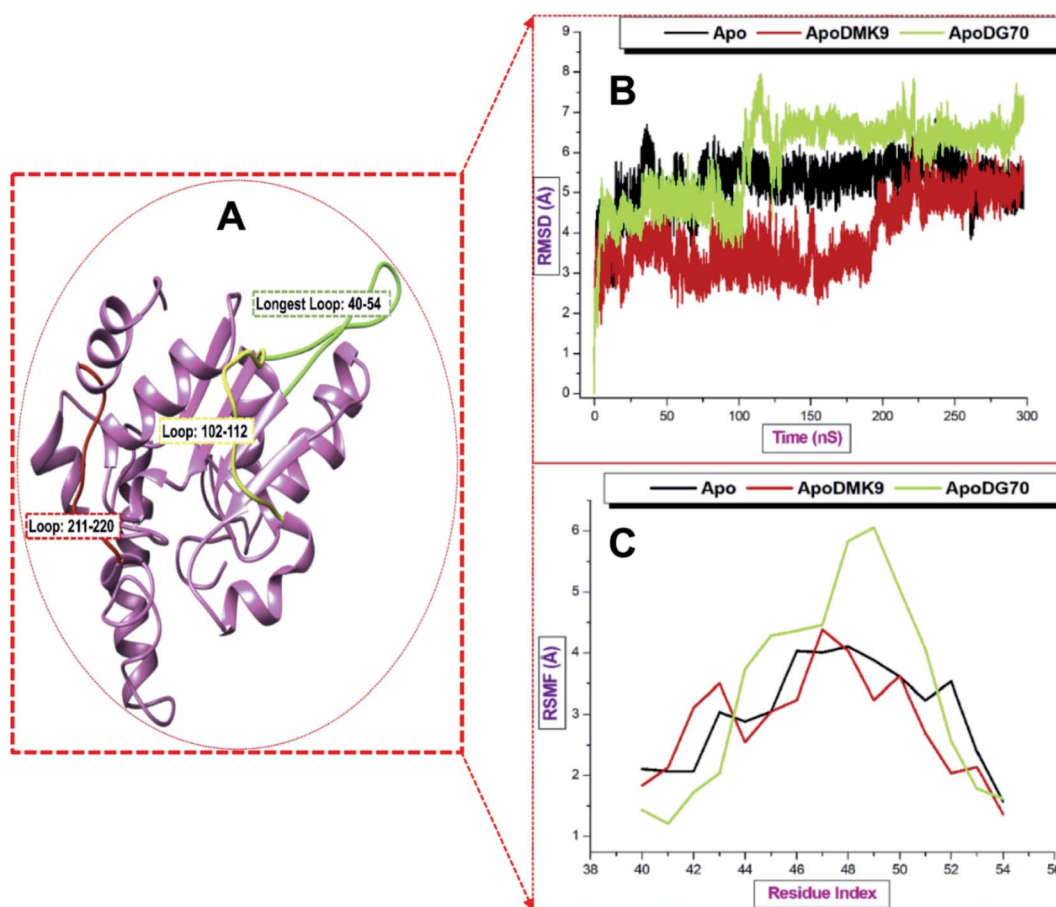 A
Longest Loop: 40-54
Loop: 102-112
Loop: 211-220
Apo ApoDMK9 ApoDG70
B
9
8
7
6
5
4
3
2
1
0
RMSD (Å)
0 50 100 150 200 250 300
Time (nS)
Apo ApoDMK9 ApoDG70
C
6
5
4
3
2
1
RSMF (Å)
38 40 42 44 46 48 50 52 54
Residue Index